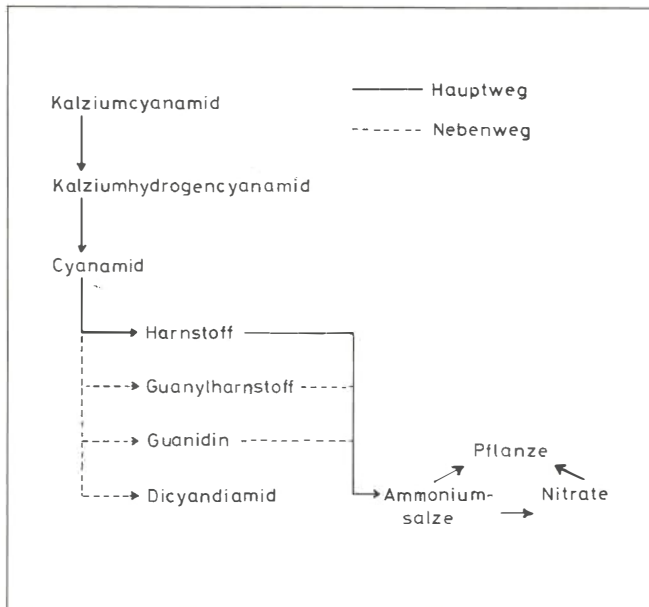 Kalziumcyanamid
Hauptweg
Nebenweg
Kalziumhydrogencyanamid
Cyanamid
Harnstoff
Guanylharnstoff
Guanidin
Pflanze
Dicyandiamid
Ammonium-
salze
Nitrate